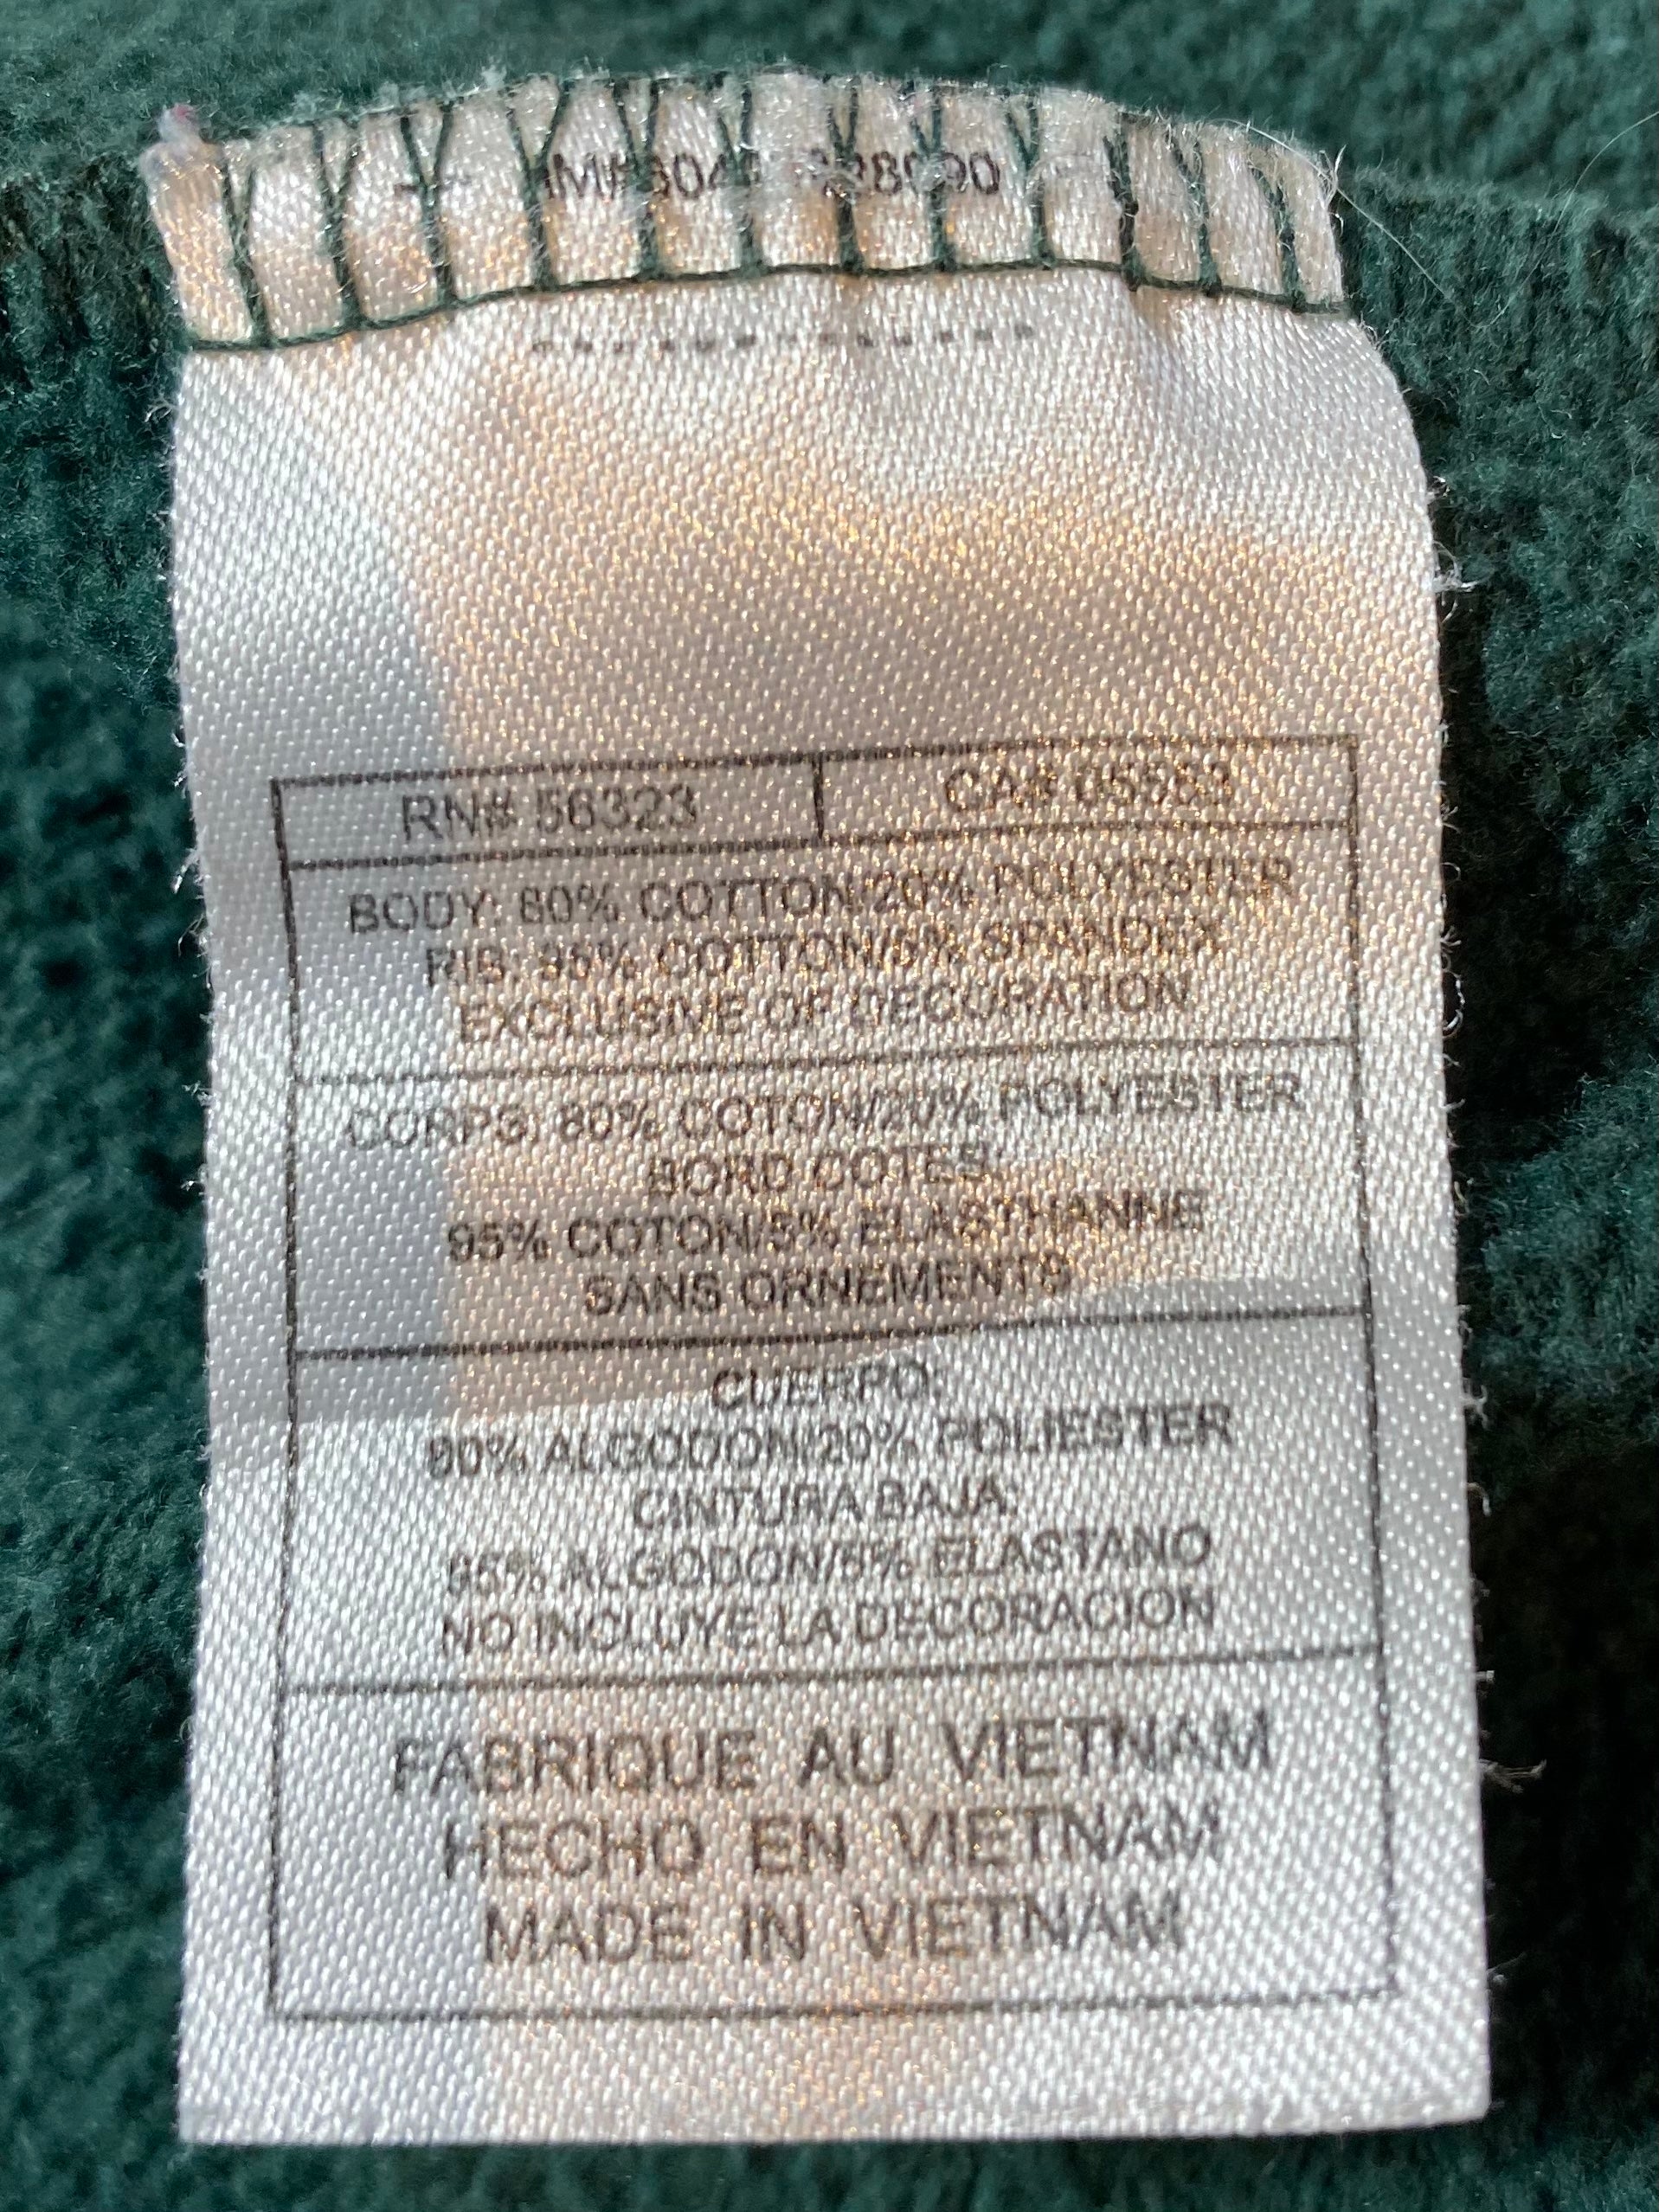 RN# 56323
CA# 05563
BODY: 80% COTTON/20% POLYESTER
RIB: 95% COTTON/5% SPANDEX
EXCLUSIVE OF DECORATION
CORPS: 80% COTON/20% POLYESTER
BORD COTES:
95% COTON/5% ELASTHANNE
SANS ORNEMENTS
CUERPO:
80% ALGODON/20% POLIESTER
CINTURA BAJA
95% ALGODON/5% ELASTANO
NO INCLUYE LA DECORACION
FABRIQUE AU VIETNAM
HECHO EN VIETNAM
MADE IN VIETNAM